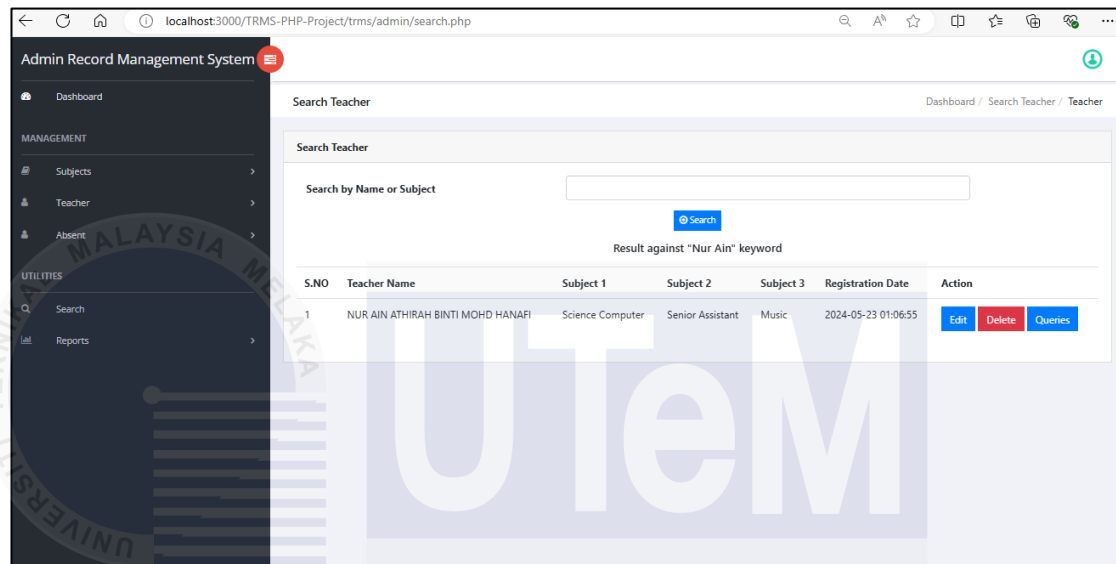 localhost:3000/TRMS-PHP-Project/trms/admin/search.php
Admin Record Management System
Dashboard
MANAGEMENT
Subjects
Teacher
Absent
UTILITIES
Search
Reports
Search Teacher
Dashboard / Search Teacher / Teacher
Search Teacher
Search by Name or Subject
Search
Result against "Nur Ain" keyword
S.NO Teacher Name Subject 1 Subject 2 Subject 3 Registration Date Action
1 NUR AIN ATHIRAH BINTI MOHD HANAFI Science Computer Senior Assistant Music 2024-05-23 01:06:55 Edit Delete Queries
UTeM
MALAYSIA MELAKA